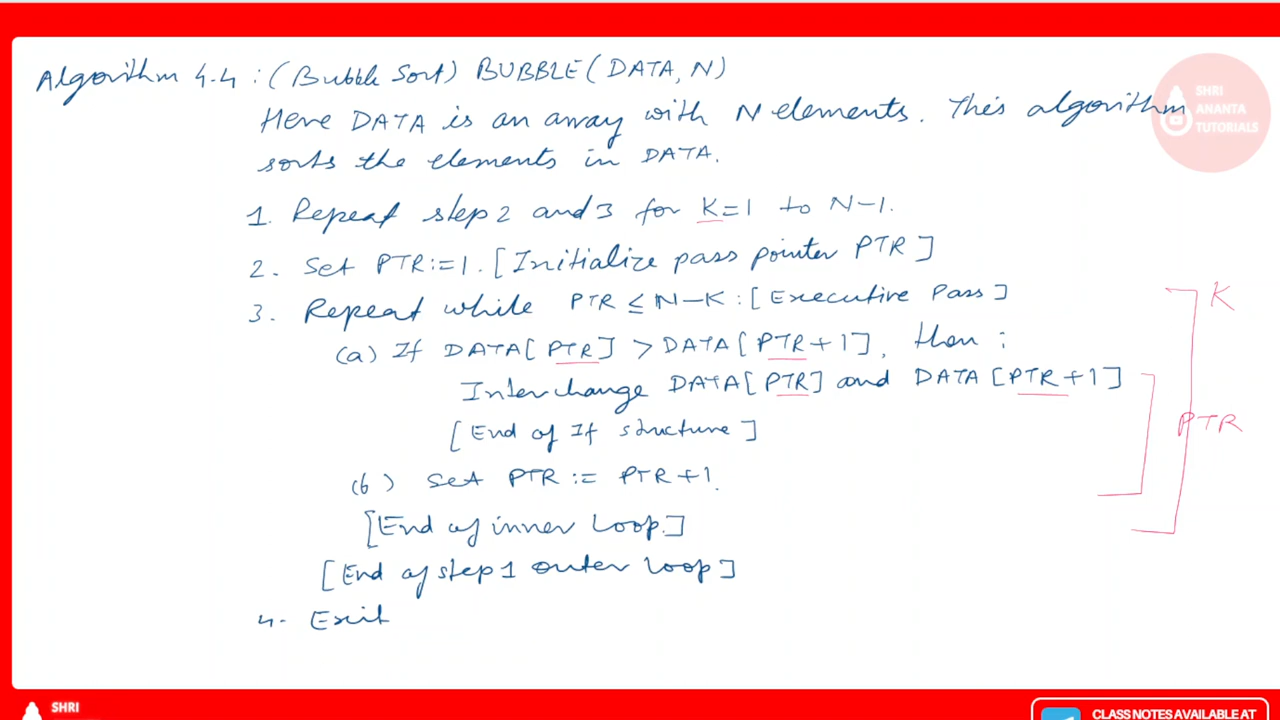 Algorithm 4.4 : (Bubble Sort) BUBBLE (DATA, N)
Here DATA is an array with N elements. This algorithm
sorts the elements in DATA.
1. Repeat step 2 and 3 for K=1 to N-1.
2. Set PTR:=1. [Initialize pass pointer PTR]
3. Repeat while PTR ≤ N-K : [Executive Pass]
(a) If DATA[PTR] > DATA[PTR+1], then :
Interchange DATA[PTR] and DATA [PTR+1]
[End of If structure]
(b) Set PTR := PTR+1.
[End of inner Loop.]
[End of step 1 outer loop]
4. Exit
K
PTR
SHRI
ANANTA
TUTORIALS
SHRI
CLASS NOTES AVAILABLE AT